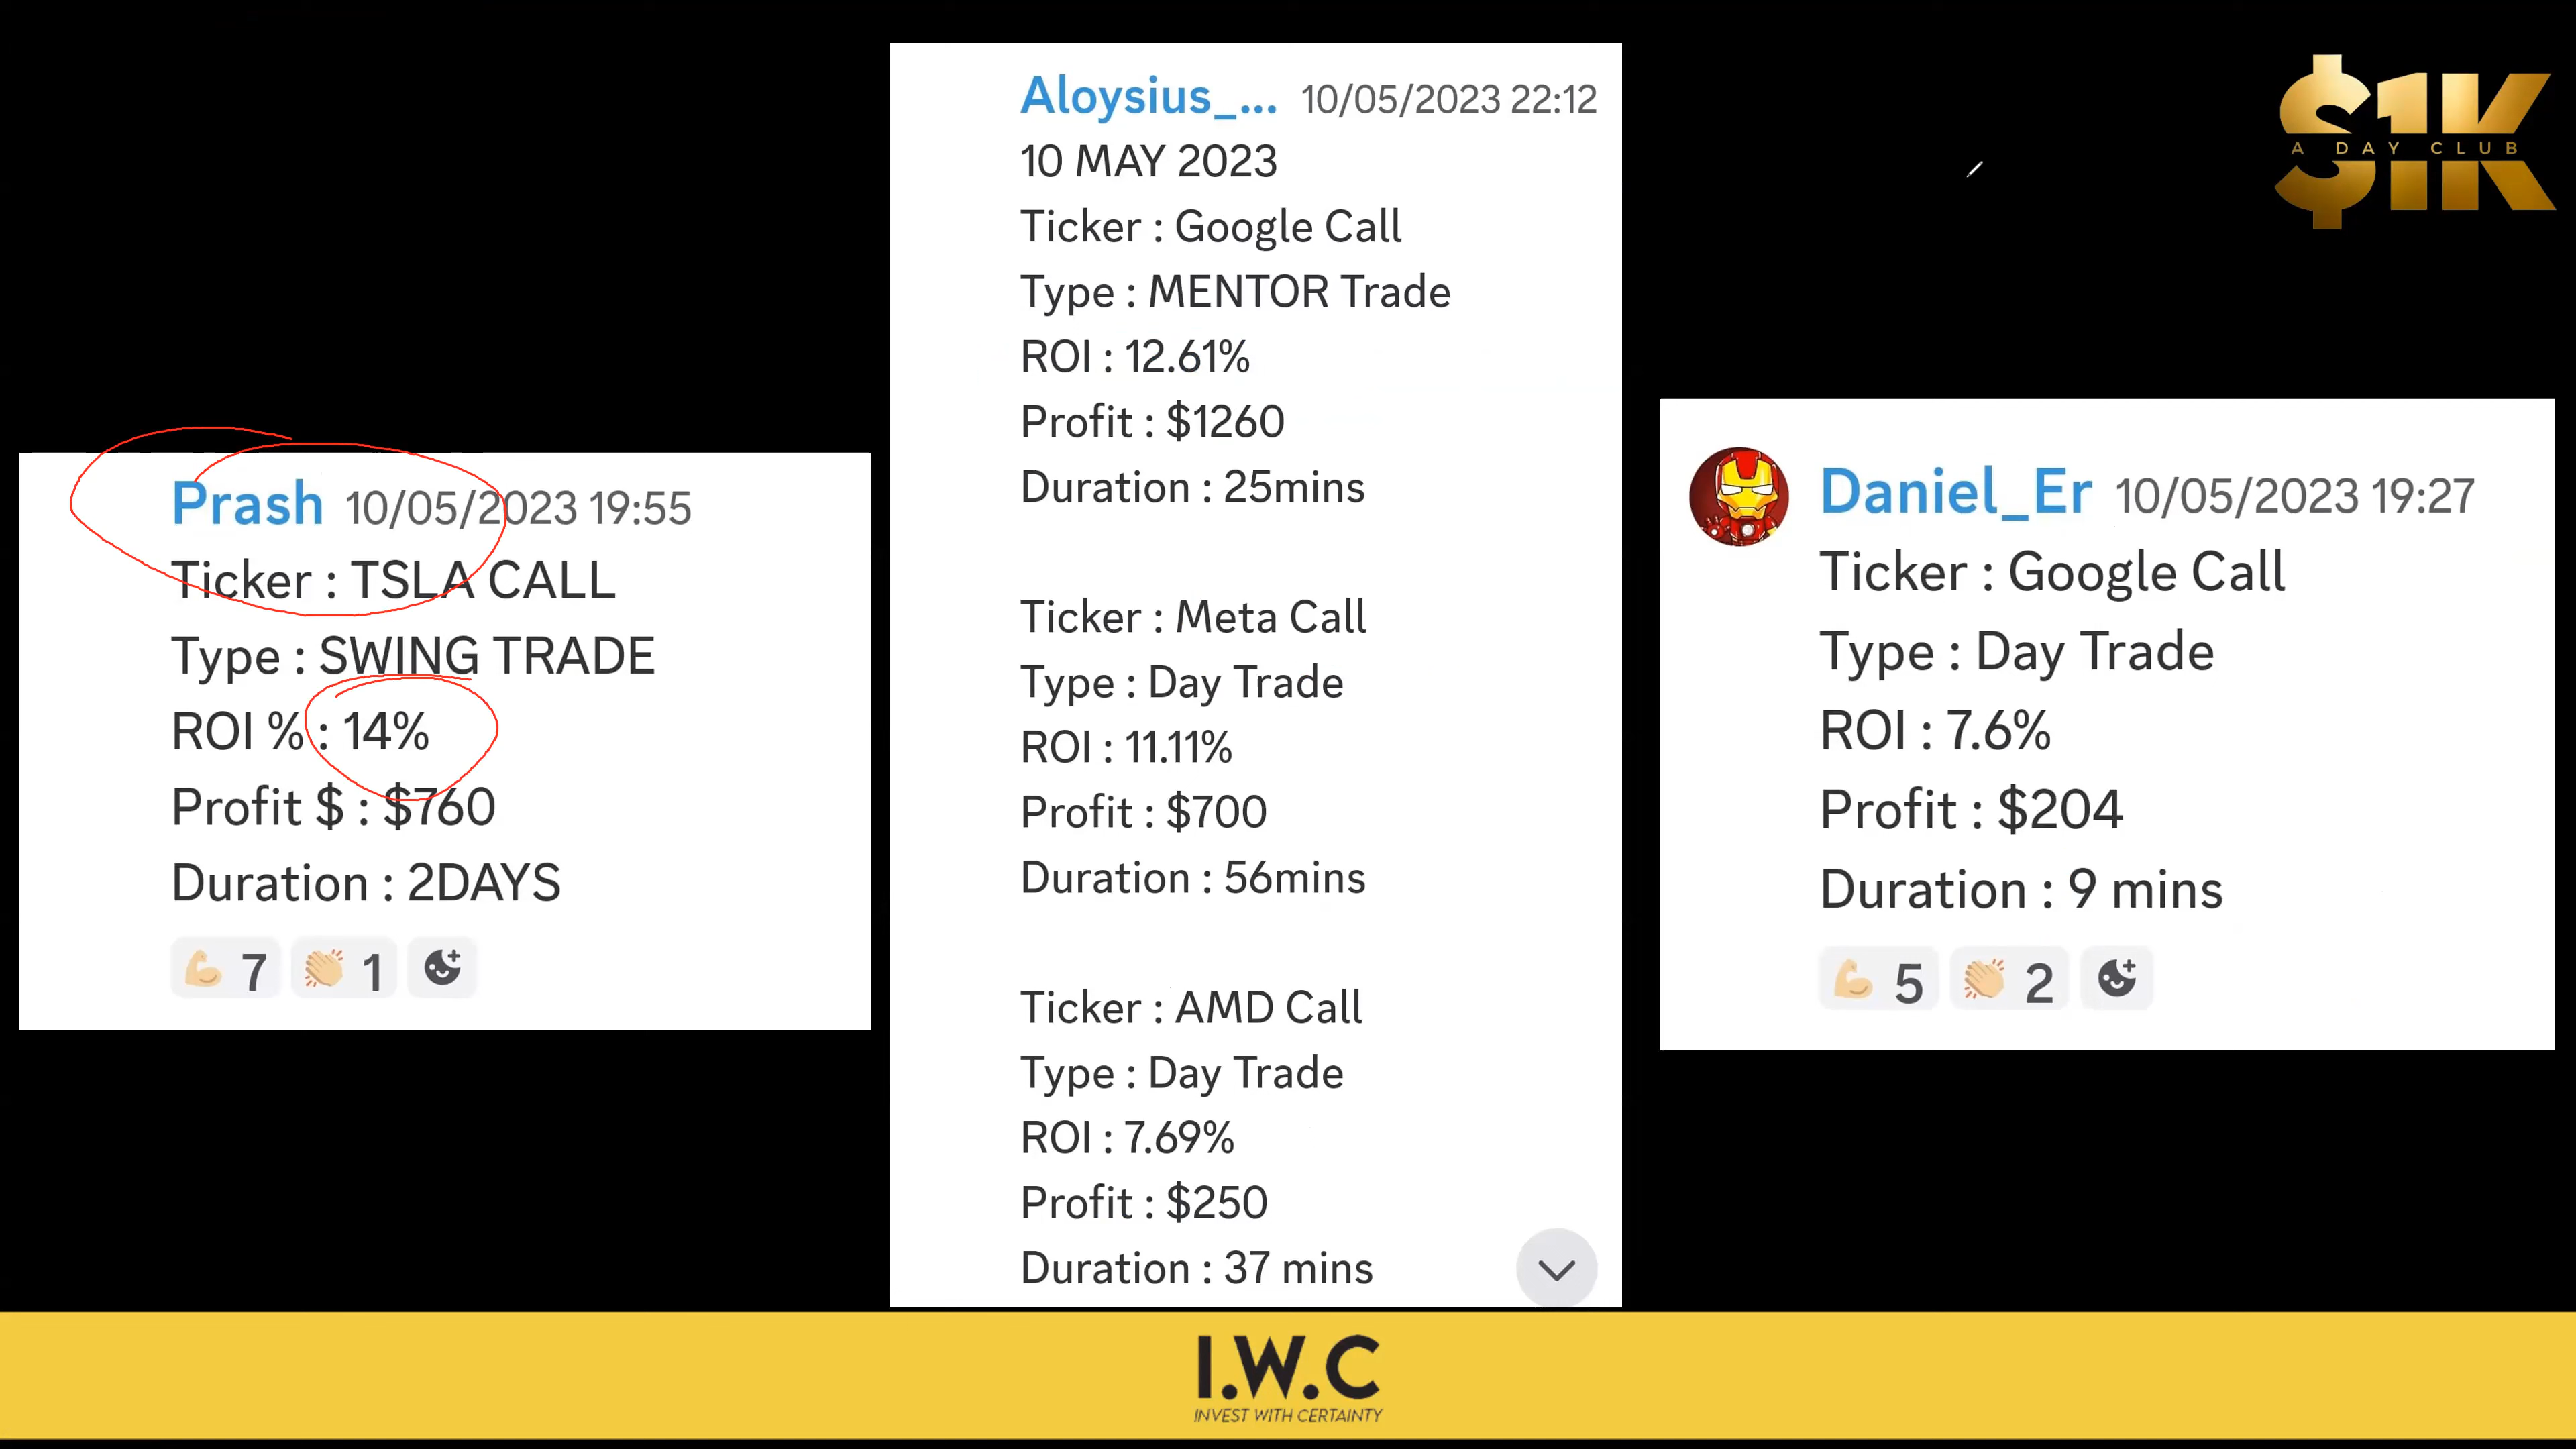 $1K
A DAY CLUB
Prash 10/05/2023 19:55
Ticker : TSLA CALL
Type : SWING TRADE
ROI % : 14%
Profit $ : $760
Duration : 2DAYS
7 1
Aloysius_... 10/05/2023 22:12
10 MAY 2023
Ticker : Google Call
Type : MENTOR Trade
ROI : 12.61%
Profit : $1260
Duration : 25mins
Ticker : Meta Call
Type : Day Trade
ROI : 11.11%
Profit : $700
Duration : 56mins
Ticker : AMD Call
Type : Day Trade
ROI : 7.69%
Profit : $250
Duration : 37 mins
Daniel_Er 10/05/2023 19:27
Ticker : Google Call
Type : Day Trade
ROI : 7.6%
Profit : $204
Duration : 9 mins
5 2
I.W.C
INVEST WITH CERTAINTY